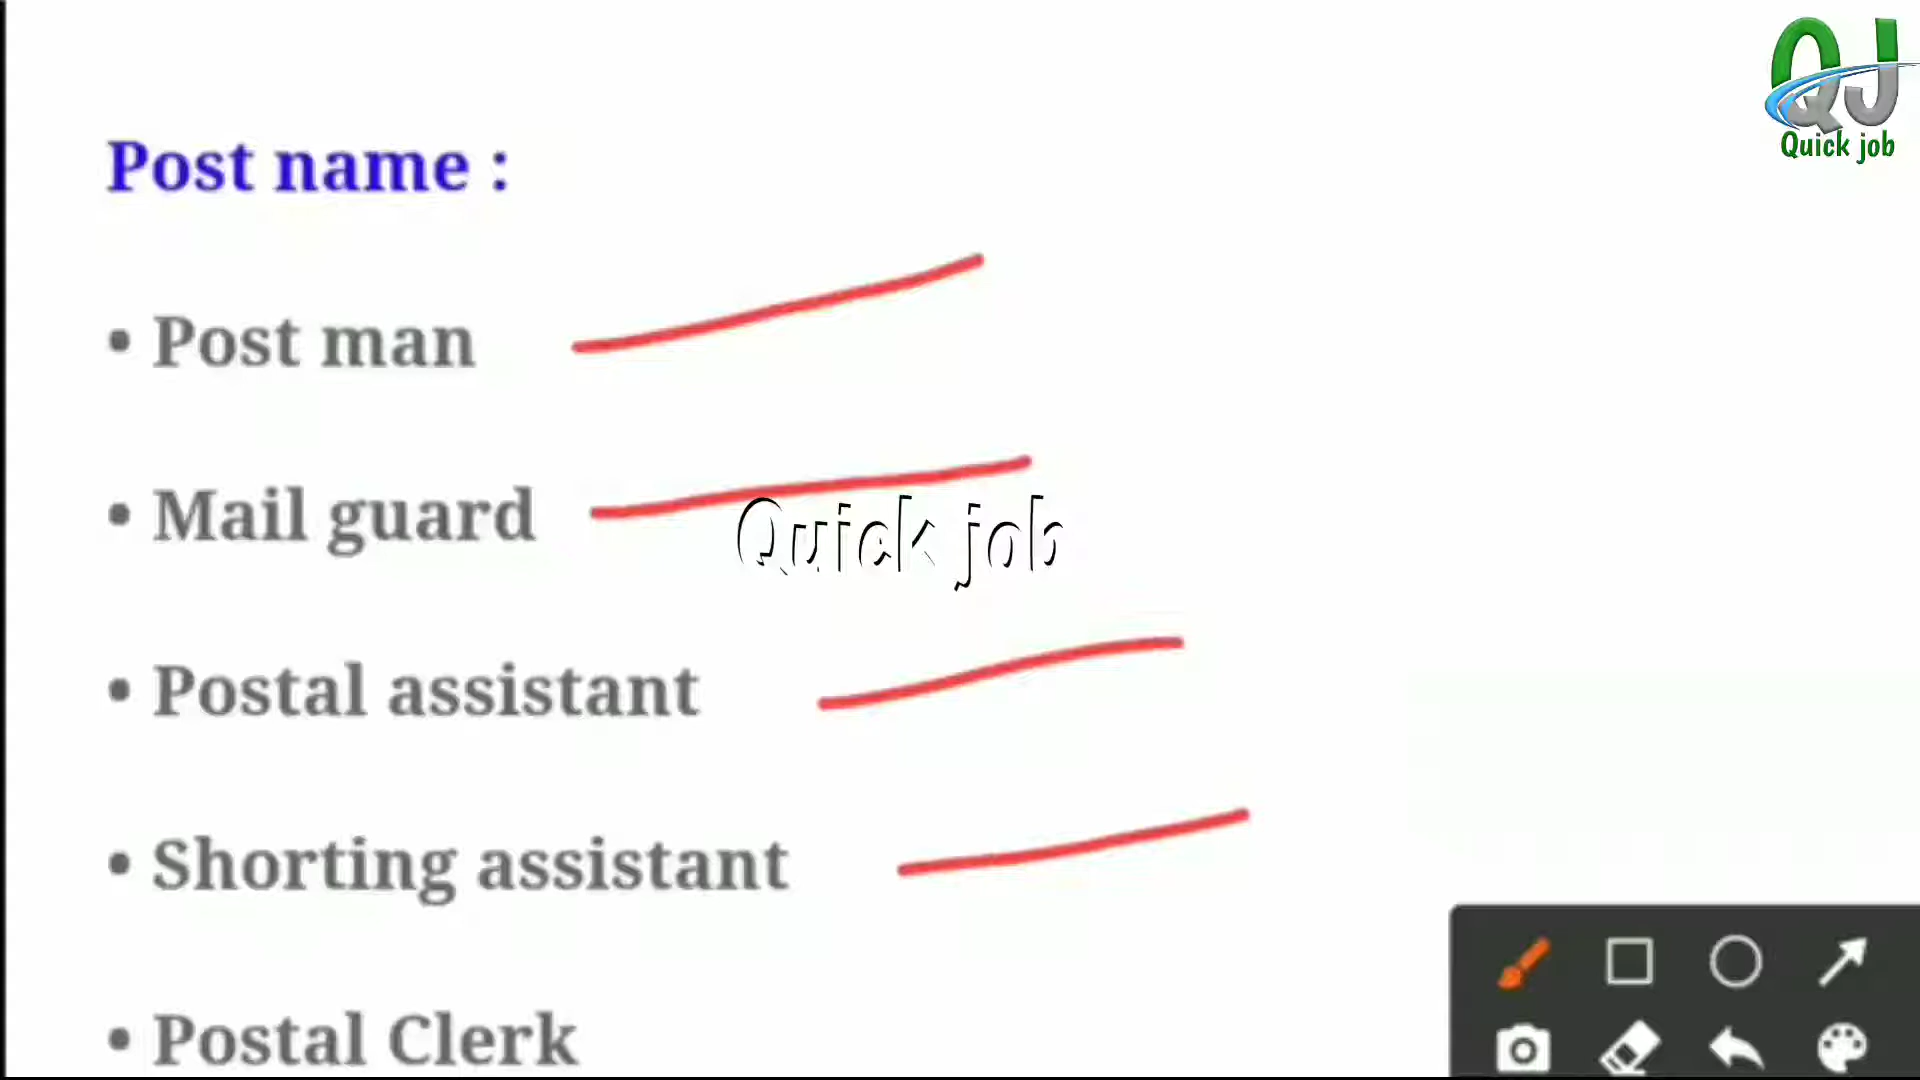 QJ
Quick job
Post name :
• Post man
• Mail guard
Quick job
• Postal assistant
• Shorting assistant
• Postal Clerk